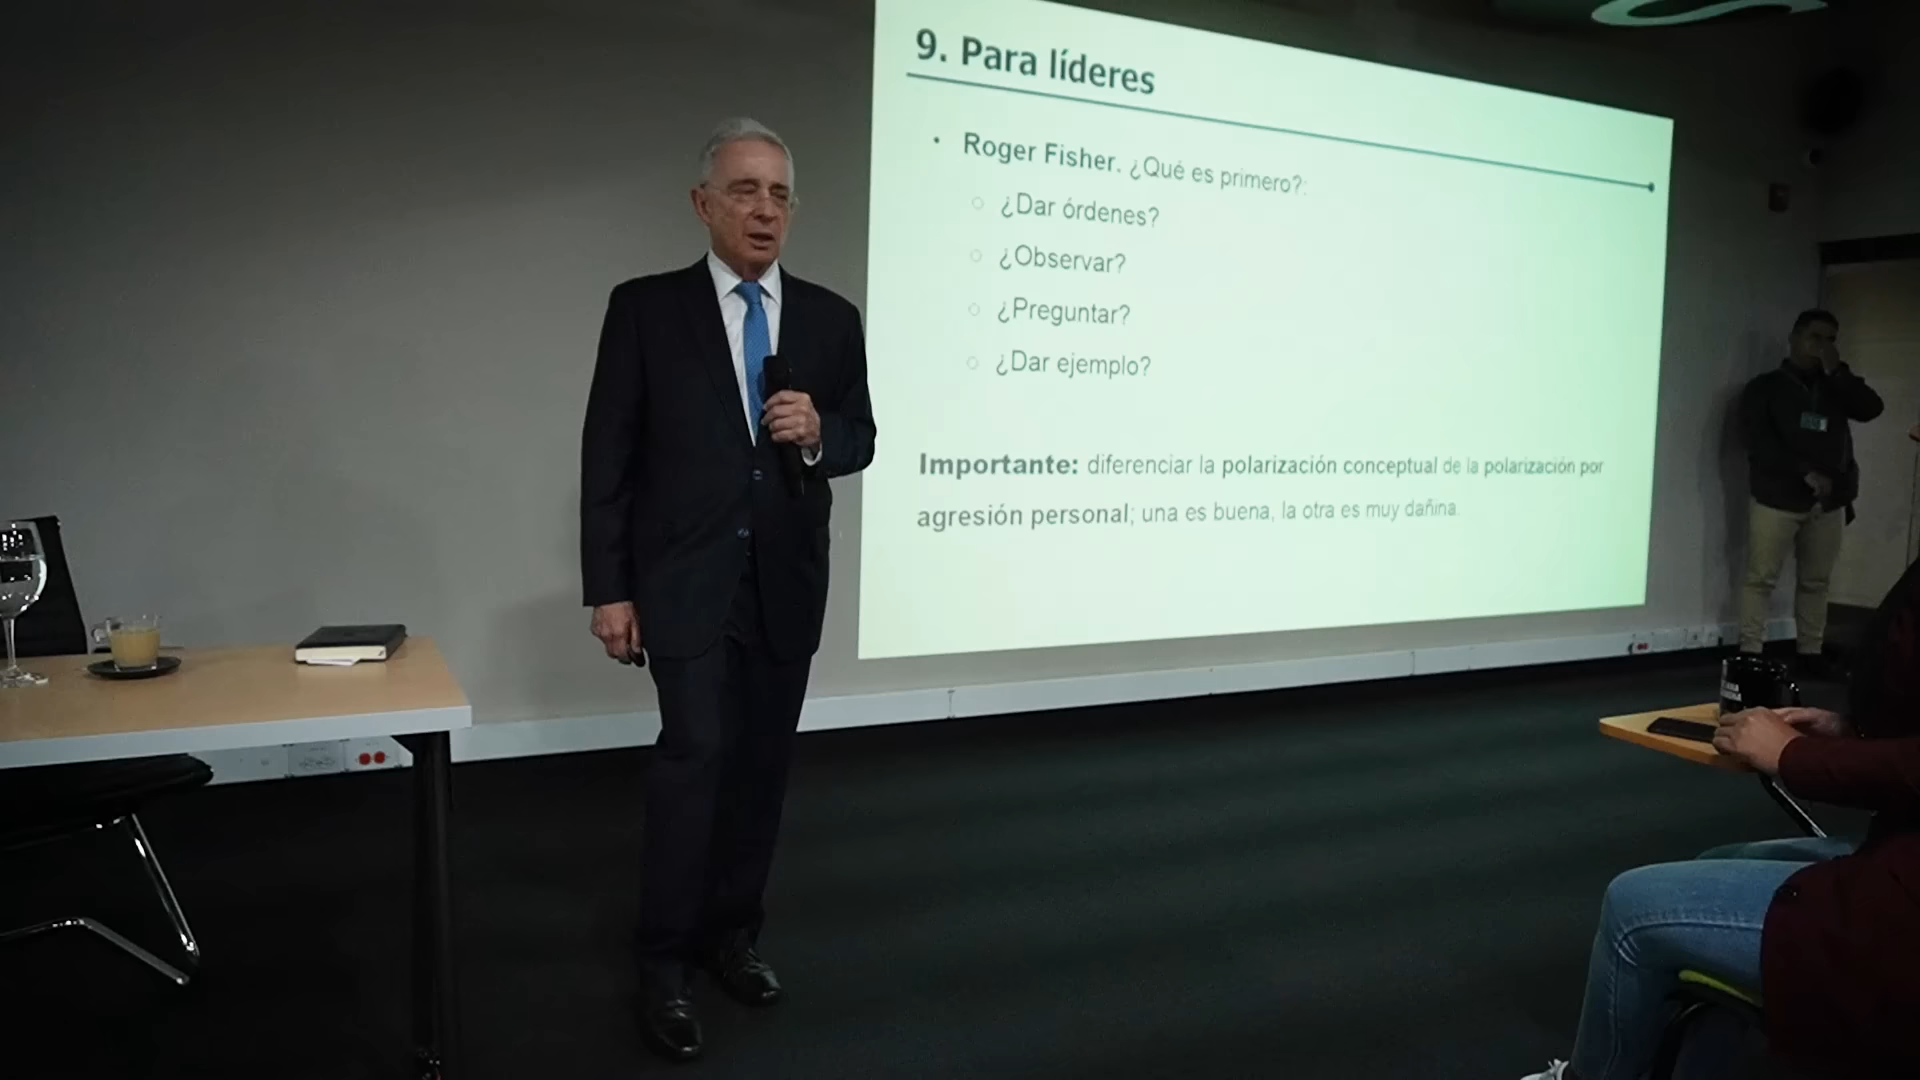 9. Para líderes
• Roger Fisher. ¿Qué es primero?:
○ ¿Dar órdenes?
○ ¿Observar?
○ ¿Preguntar?
○ ¿Dar ejemplo?
Importante: diferenciar la polarización conceptual de la polarización por
agresión personal; una es buena, la otra es muy dañina.